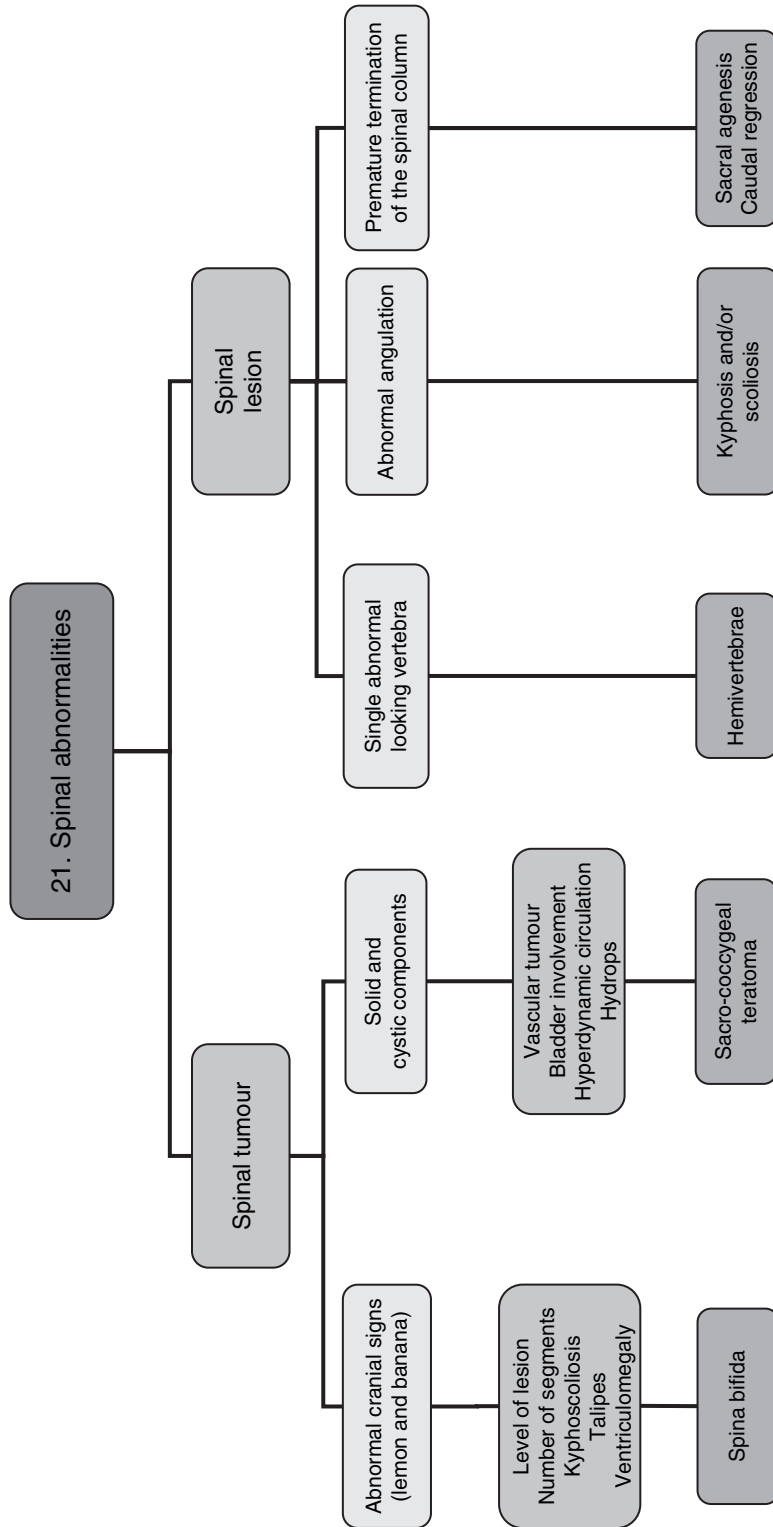 21. Spinal abnormalities
Spinal tumour
Spinal
lesion
Abnormal cranial signs
(lemon and banana)
Solid and
cystic components
Single abnormal
looking vertebra
Abnormal angulation
Premature termination
of the spinal column
Level of lesion
Number of segments
Kyphoscoliosis
Talipes
Ventriculomegaly
Vascular tumour
Bladder involvement
Hyperdynamic circulation
Hydrops
Spina bifida
Sacro-coccygeal
teratoma
Hemivertebrae
Kyphosis and/or
scoliosis
Sacral agenesis
Caudal regression